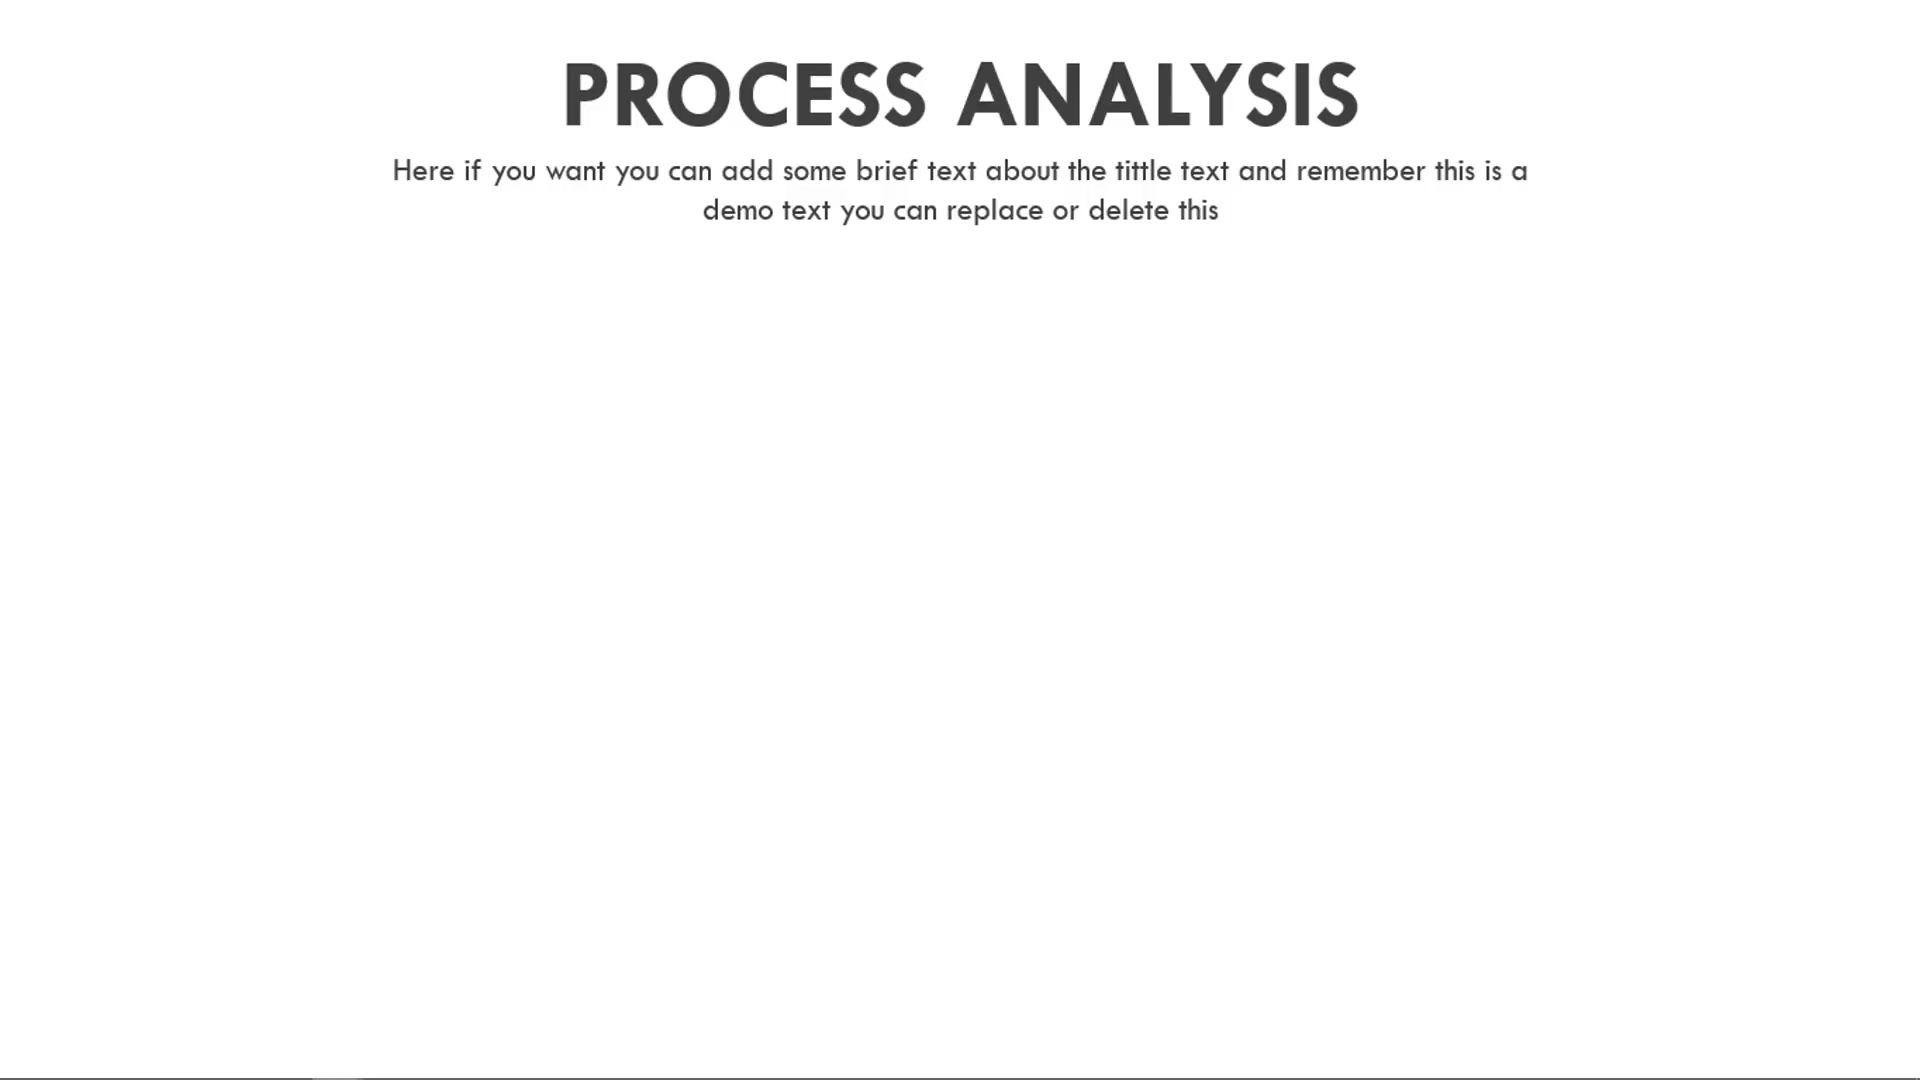 PROCESS ANALYSIS
Here if you want you can add some brief text about the tittle text and remember this is a
demo text you can replace or delete this